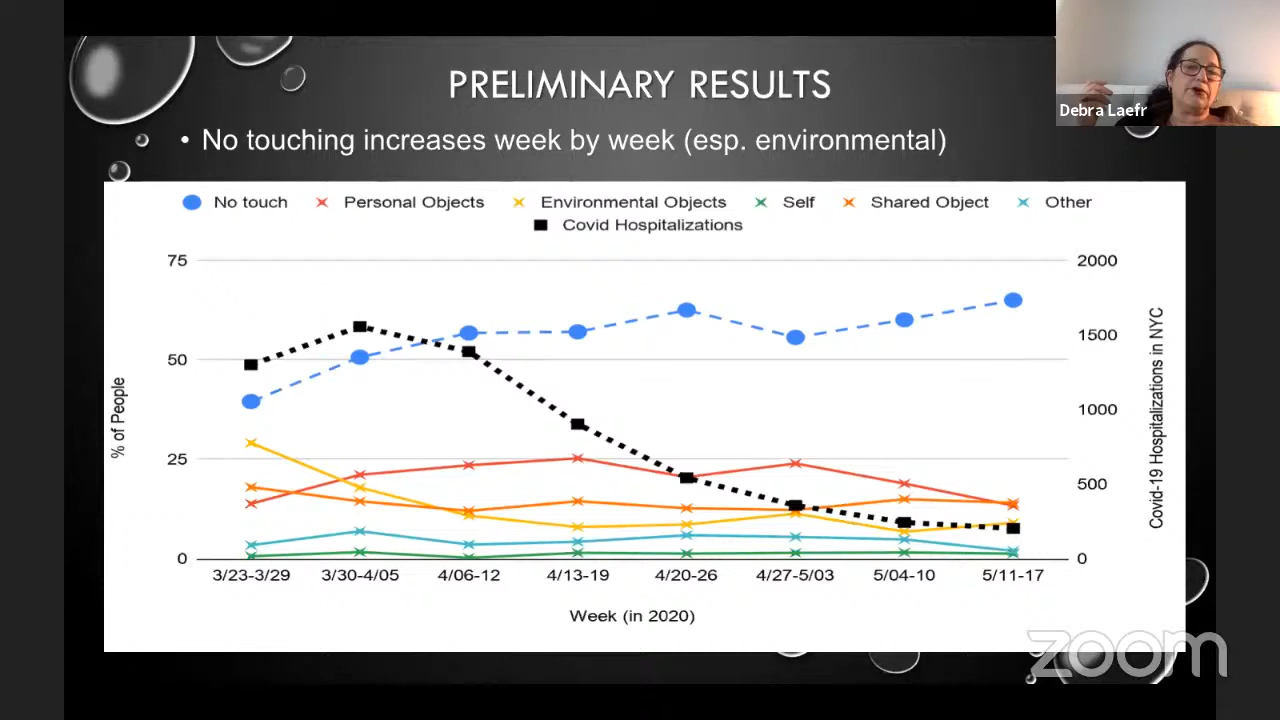 PRELIMINARY RESULTS
Debra Laefr
• No touching increases week by week (esp. environmental)
No touch Personal Objects Environmental Objects Self Shared Object Other
Covid Hospitalizations
75 2000
1500
50
1000
25
500
0 0
% of People
Covid-19 Hospitalizations in NYC
3/23-3/29 3/30-4/05 4/06-12 4/13-19 4/20-26 4/27-5/03 5/04-10 5/11-17
Week (in 2020)
zoom